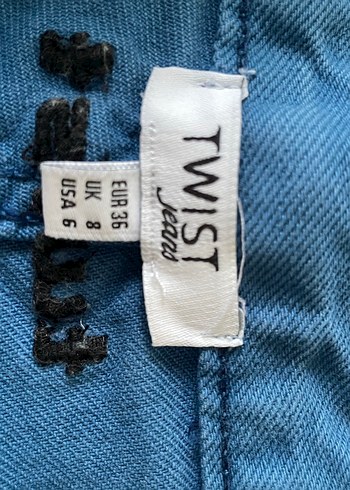 TWIST
jeans
EUR 36
UK 8
USA 6